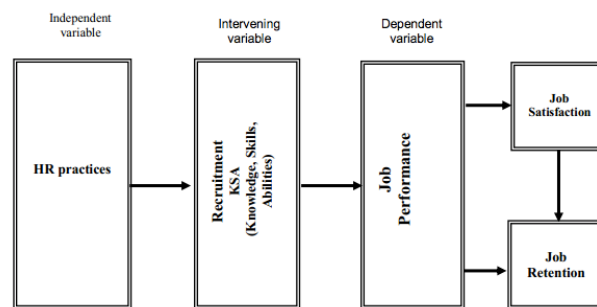 Independent
variable
Intervening
variable
Dependent
variable
HR practices
Recruitment
KSA
(Knowledge, Skills,
Abilities)
Job
Performance
Job
Satisfaction
Job
Retention